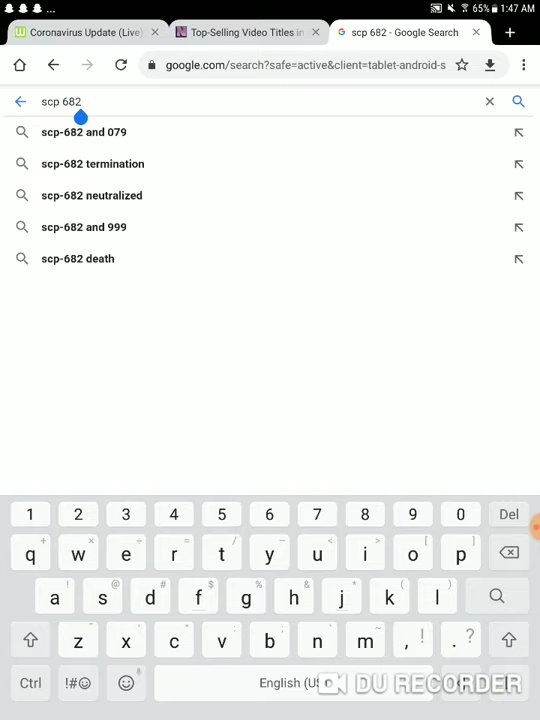 ... 65% 1:47 AM
Coronavirus Update (Live) Top-Selling Video Titles in scp 682 - Google Search
google.com/search?safe=active&client=tablet-android-s
scp 682
scp-682 and 079
scp-682 termination
scp-682 neutralized
scp-682 and 999
scp-682 death
1 2 3 4 5 6 7 8 9 0 Del
+ × ÷ = / _ < > [ ]
q w e r t y u i o p
! @ # $ % ^ & * ( )
a s d f g h j k l
- ' " : ; , ? ! ?
z x c v b n m , .
Ctrl !#☺ English (US) DU RECORDER